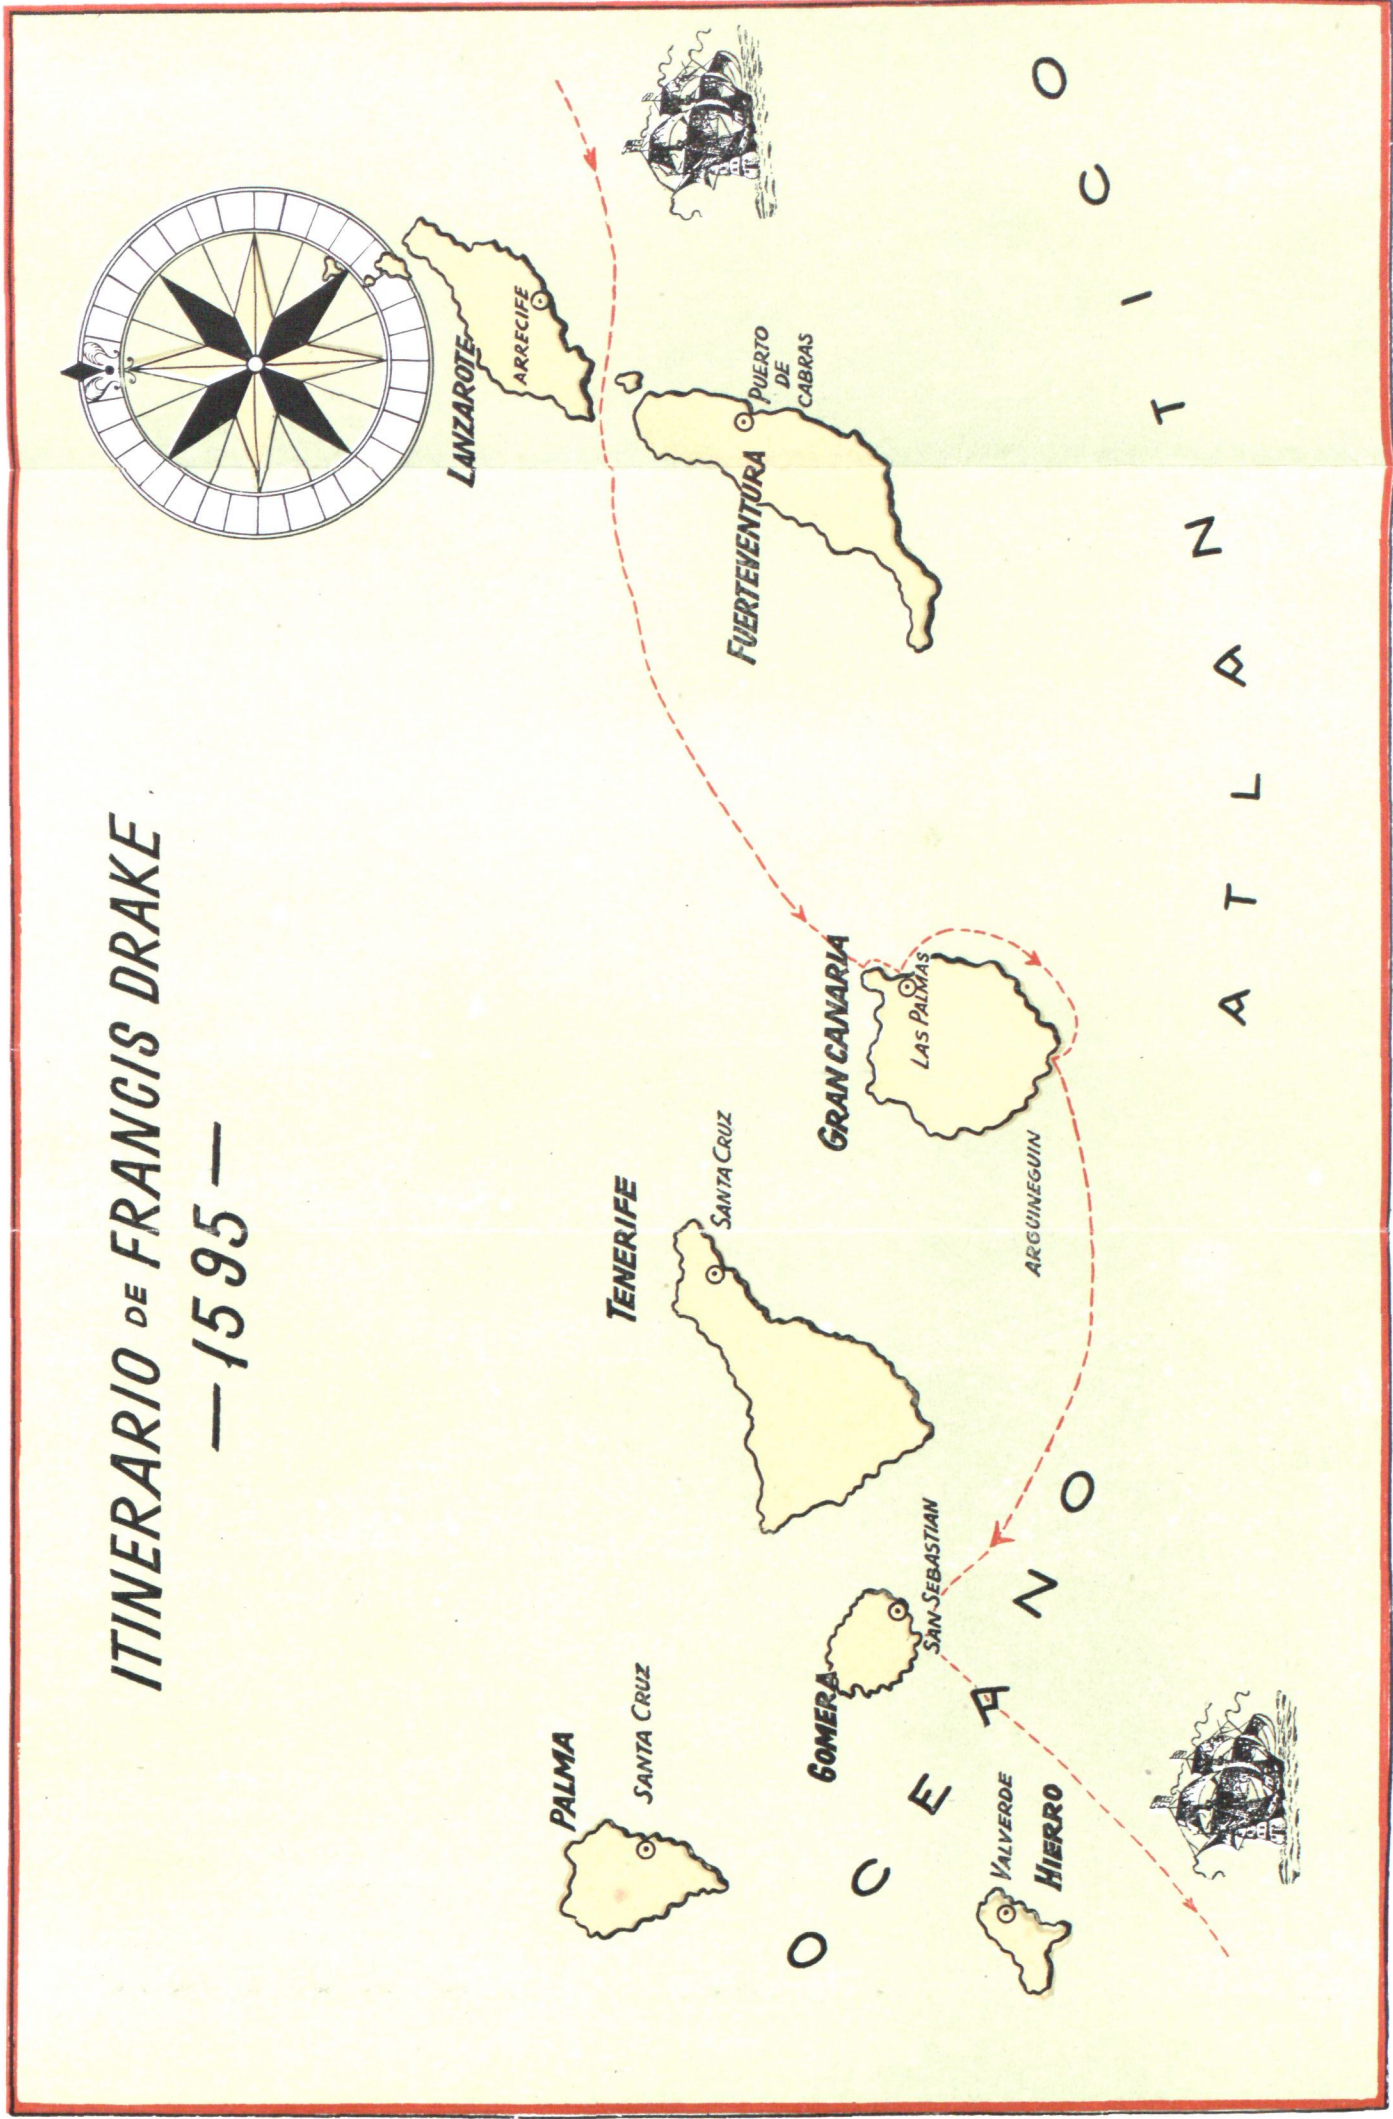 ITINERARIO DE FRANCIS DRAKE
—1595—
PALMA
SANTA CRUZ
TENERIFE
SANTA CRUZ
GOMERA
SAN SEBASTIAN
VALVERDE
HIERRO
GRAN CANARIA
LAS PALMAS
ARGUINEGUIN
LANZAROTE
ARRECIFE
FUERTEVENTURA
PUERTO
DE
CABRAS
OCEANO ATLANTICO